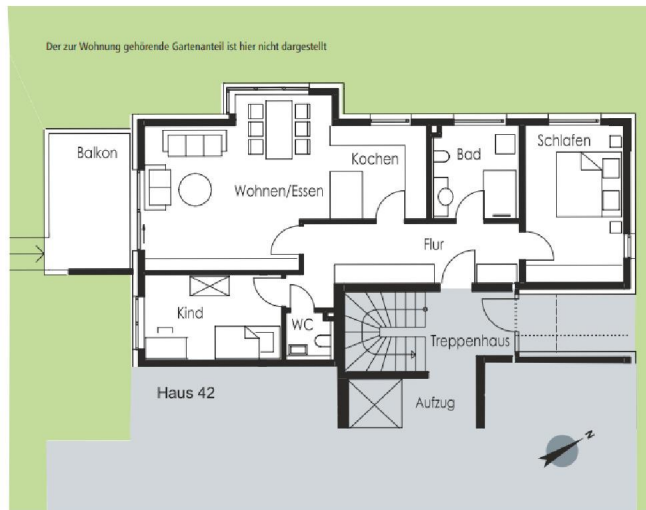 Der zur Wohnung gehörende Gartenanteil ist hier nicht dargestellt
Balkon
Wohnen/Essen
Kochen
Bad
Schlafen
Flur
Kind
WC
Treppenhaus
Haus 42
Aufzug
N